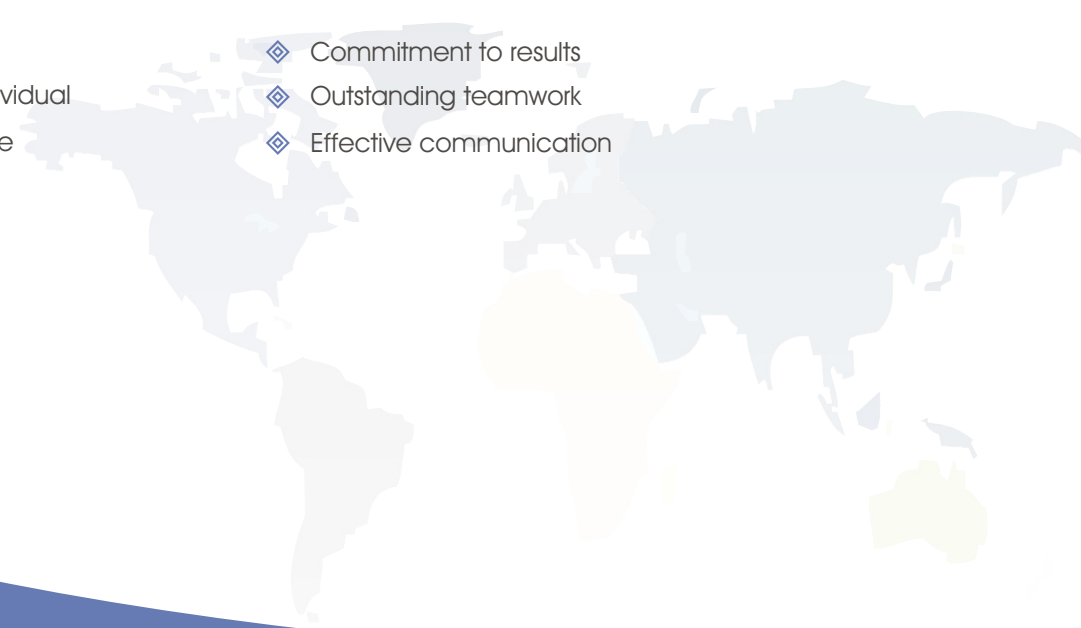 Commitment to results
vidual
Outstanding teamwork
e
Effective communication